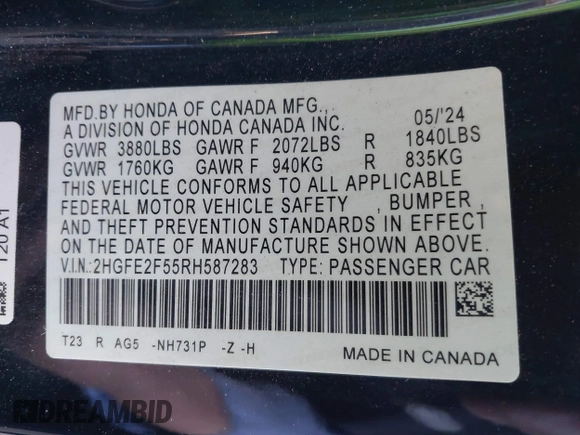 MFD.BY HONDA OF CANADA MFG., 05/'24
A DIVISION OF HONDA CANADA INC.
GVWR 3880LBS GAWR F 2072LBS R 1840LBS
GVWR 1760KG GAWR F 940KG R 835KG
THIS VEHICLE CONFORMS TO ALL APPLICABLE
FEDERAL MOTOR VEHICLE SAFETY , BUMPER ,
AND THEFT PREVENTION STANDARDS IN EFFECT
ON THE DATE OF MANUFACTURE SHOWN ABOVE.
V.I.N.:2HGFE2F55RH587283 TYPE: PASSENGER CAR
T23 R AG5 -NH731P -Z -H
MADE IN CANADA
120 A1
DREAMBID